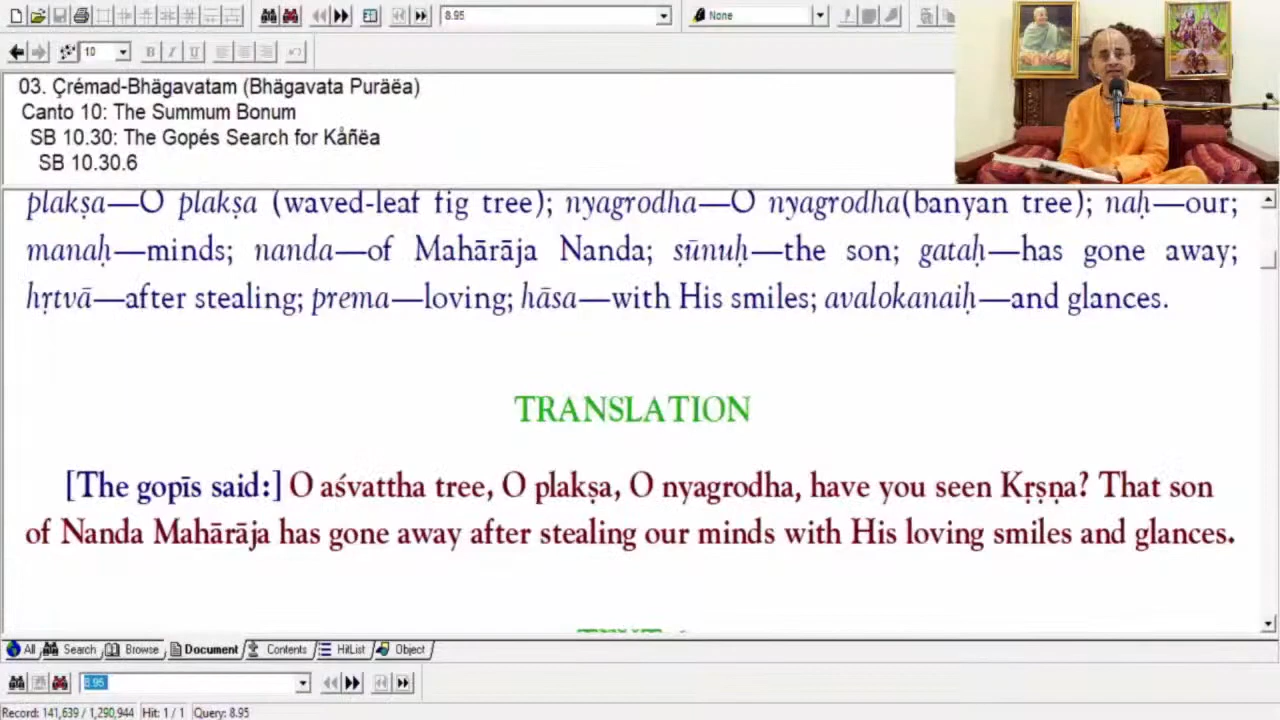 8.95
None
10
B I U
03. Çrémad-Bhägavatam (Bhägavata Puräëa)
Canto 10: The Summum Bonum
SB 10.30: The Gopés Search for Kåñëa
SB 10.30.6
plakṣa—O plakṣa (waved-leaf fig tree); nyagrodha—O nyagrodha(banyan tree); naḥ—our;
manaḥ—minds; nanda—of Mahārāja Nanda; sūnuḥ—the son; gataḥ—has gone away;
hṛtvā—after stealing; prema—loving; hāsa—with His smiles; avalokanaiḥ—and glances.
TRANSLATION
[The gopīs said:] O aśvattha tree, O plakṣa, O nyagrodha, have you seen Kṛṣṇa? That son
of Nanda Mahārāja has gone away after stealing our minds with His loving smiles and glances.
All Search Browse Document Contents HitList Object
8.95
Record: 141,639 / 1,290,944 Hit: 1 / 1 Query: 8.95